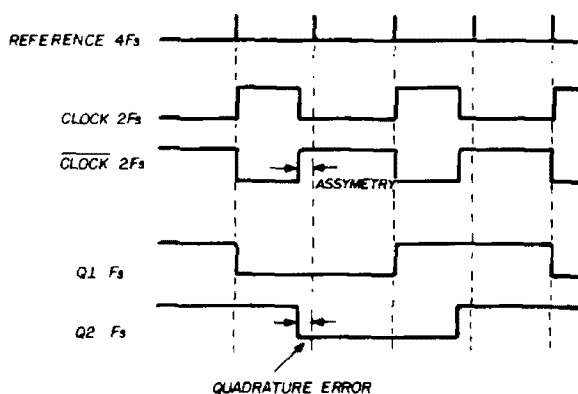 REFERENCE 4Fs
CLOCK 2Fs
CLOCK 2Fs
ASSYMETRY
Q1 Fs
Q2 Fs
QUADRATURE ERROR